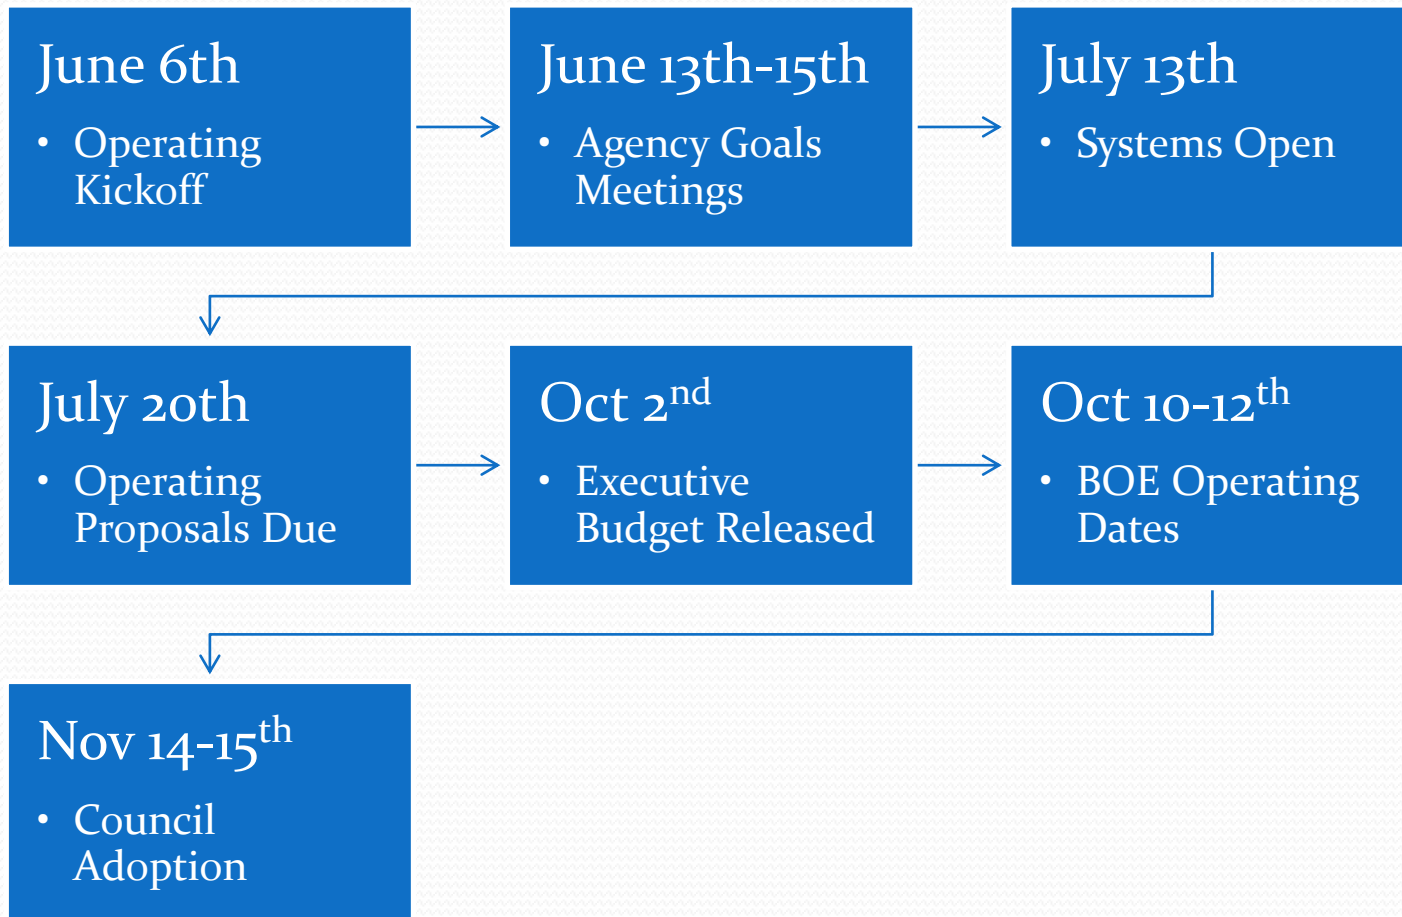 June 6th
• Operating
Kickoff
June 13th-15th
• Agency Goals
Meetings
July 13th
• Systems Open
July 20th
• Operating
Proposals Due
Oct 2nd
• Executive
Budget Released
Oct 10-12th
• BOE Operating
Dates
Nov 14-15th
• Council
Adoption